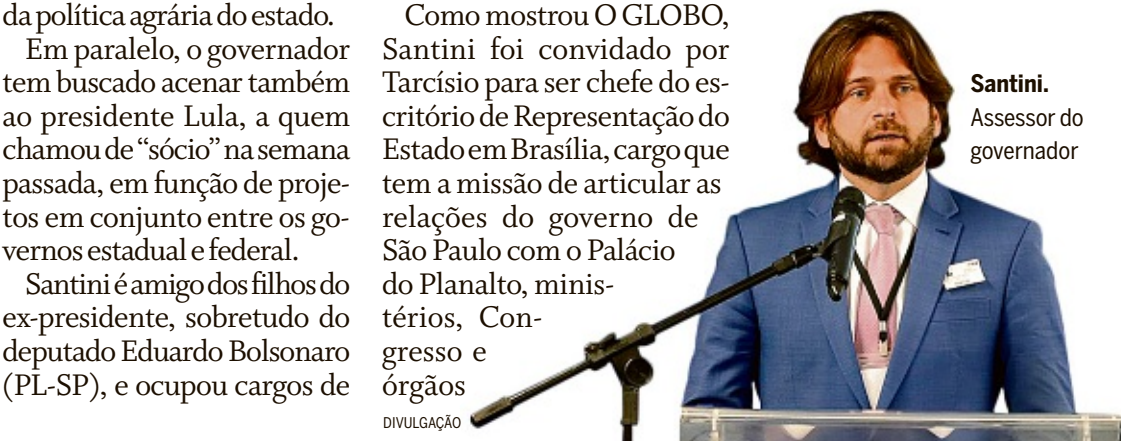 da política agrária do estado.
Em paralelo, o governador
tem buscado acenar também
ao presidente Lula, a quem
chamou de “sócio” na semana
passada, em função de proje-
tos em conjunto entre os go-
vernos estadual e federal.
Santini é amigo dos filhos do
ex-presidente, sobretudo do
deputado Eduardo Bolsonaro
(PL-SP), e ocupou cargos de
Como mostrou O GLOBO,
Santini foi convidado por
Tarcísio para ser chefe do es-
critório de Representação do
Estado em Brasília, cargo que
tem a missão de articular as
relações do governo de
São Paulo com o Palácio
do Planalto, minis-
térios, Con-
gresso e
órgãos
DIVULGAÇÃO
Santini.
Assessor do
governador